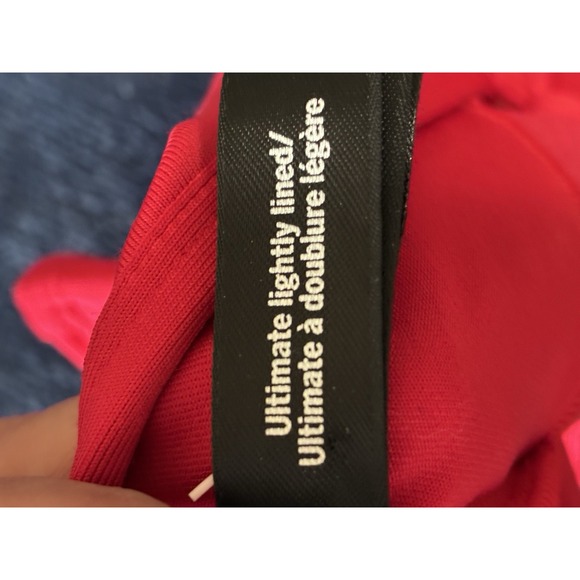 Ultimate lightly lined/
Ultimate à doublure légère